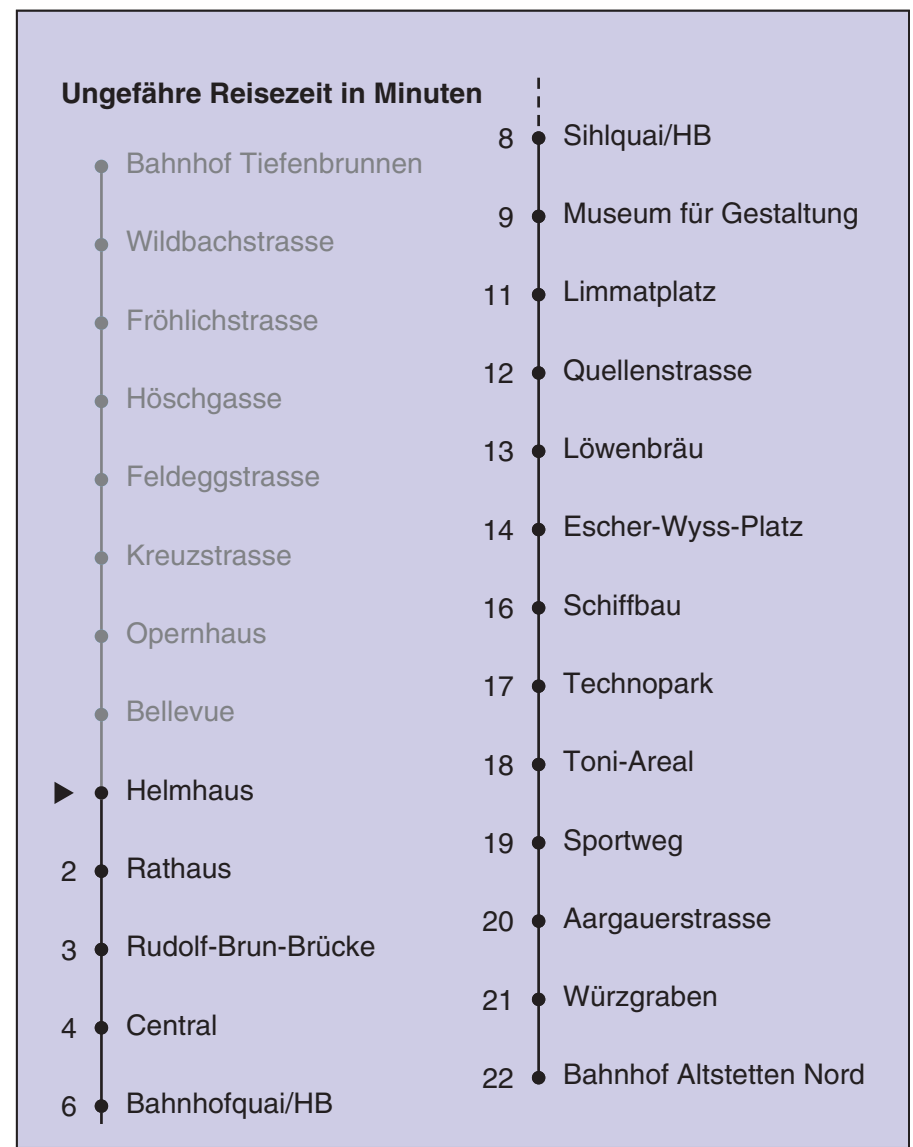 Ungefähre Reisezeit in Minuten
Bahnhof Tiefenbrunnen
Wildbachstrasse
Fröhlichstrasse
Höschgasse
Feldeggstrasse
Kreuzstrasse
Opernhaus
Bellevue
Helmhaus
2 Rathaus
3 Rudolf-Brun-Brücke
4 Central
6 Bahnhofquai/HB
8 Sihlquai/HB
9 Museum für Gestaltung
11 Limmatplatz
12 Quellenstrasse
13 Löwenbräu
14 Escher-Wyss-Platz
16 Schiffbau
17 Technopark
18 Toni-Areal
19 Sportweg
20 Aargauerstrasse
21 Würzgraben
22 Bahnhof Altstetten Nord